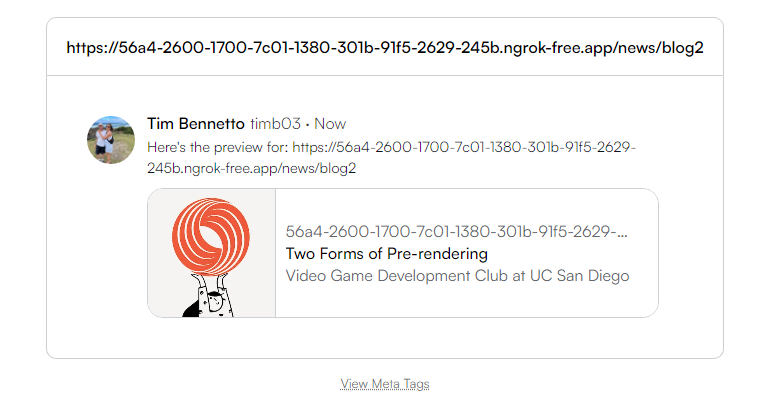 https://56a4-2600-1700-7c01-1380-301b-91f5-2629-245b.ngrok-free.app/news/blog2
Tim Bennetto timb03 · Now
Here's the preview for: https://56a4-2600-1700-7c01-1380-301b-91f5-2629-
245b.ngrok-free.app/news/blog2
56a4-2600-1700-7c01-1380-301b-91f5-2629-...
Two Forms of Pre-rendering
Video Game Development Club at UC San Diego
View Meta Tags